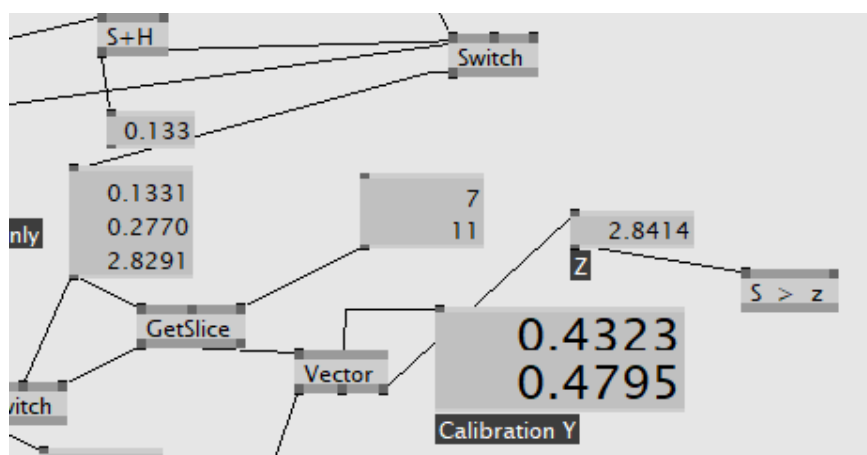 S+H
Switch
0.133
0.1331
0.2770
2.8291
7
11
nly
2.8414
Z
S > z
GetSlice
0.4323
0.4795
Vector
vitch
Calibration Y